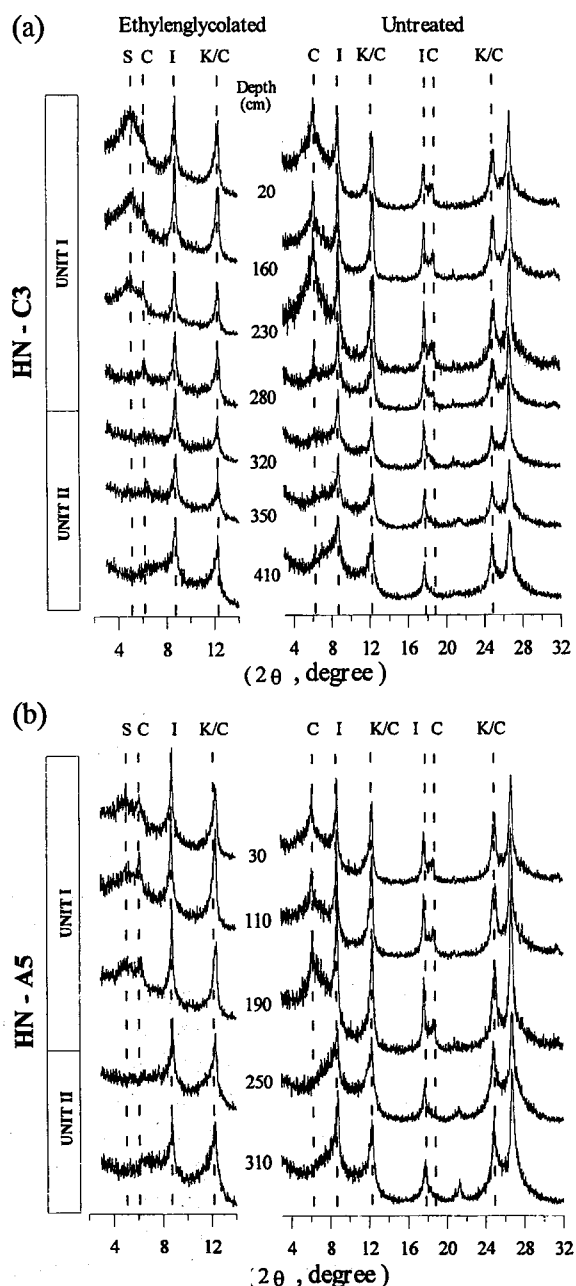 (a)
Ethylenglycolated Untreated
S C I K/C C I K/C I C K/C
Depth
(cm)
HN - C3
UNIT I
UNIT II
20
160
230
280
320
350
410
4 8 12 4 8 12 16 20 24 28 32
(2θ, degree)
(b)
S C I K/C C I K/C I C K/C
HN - A5
UNIT I
UNIT II
30
110
190
250
310
4 8 12 4 8 12 16 20 24 28 32
(2θ, degree)